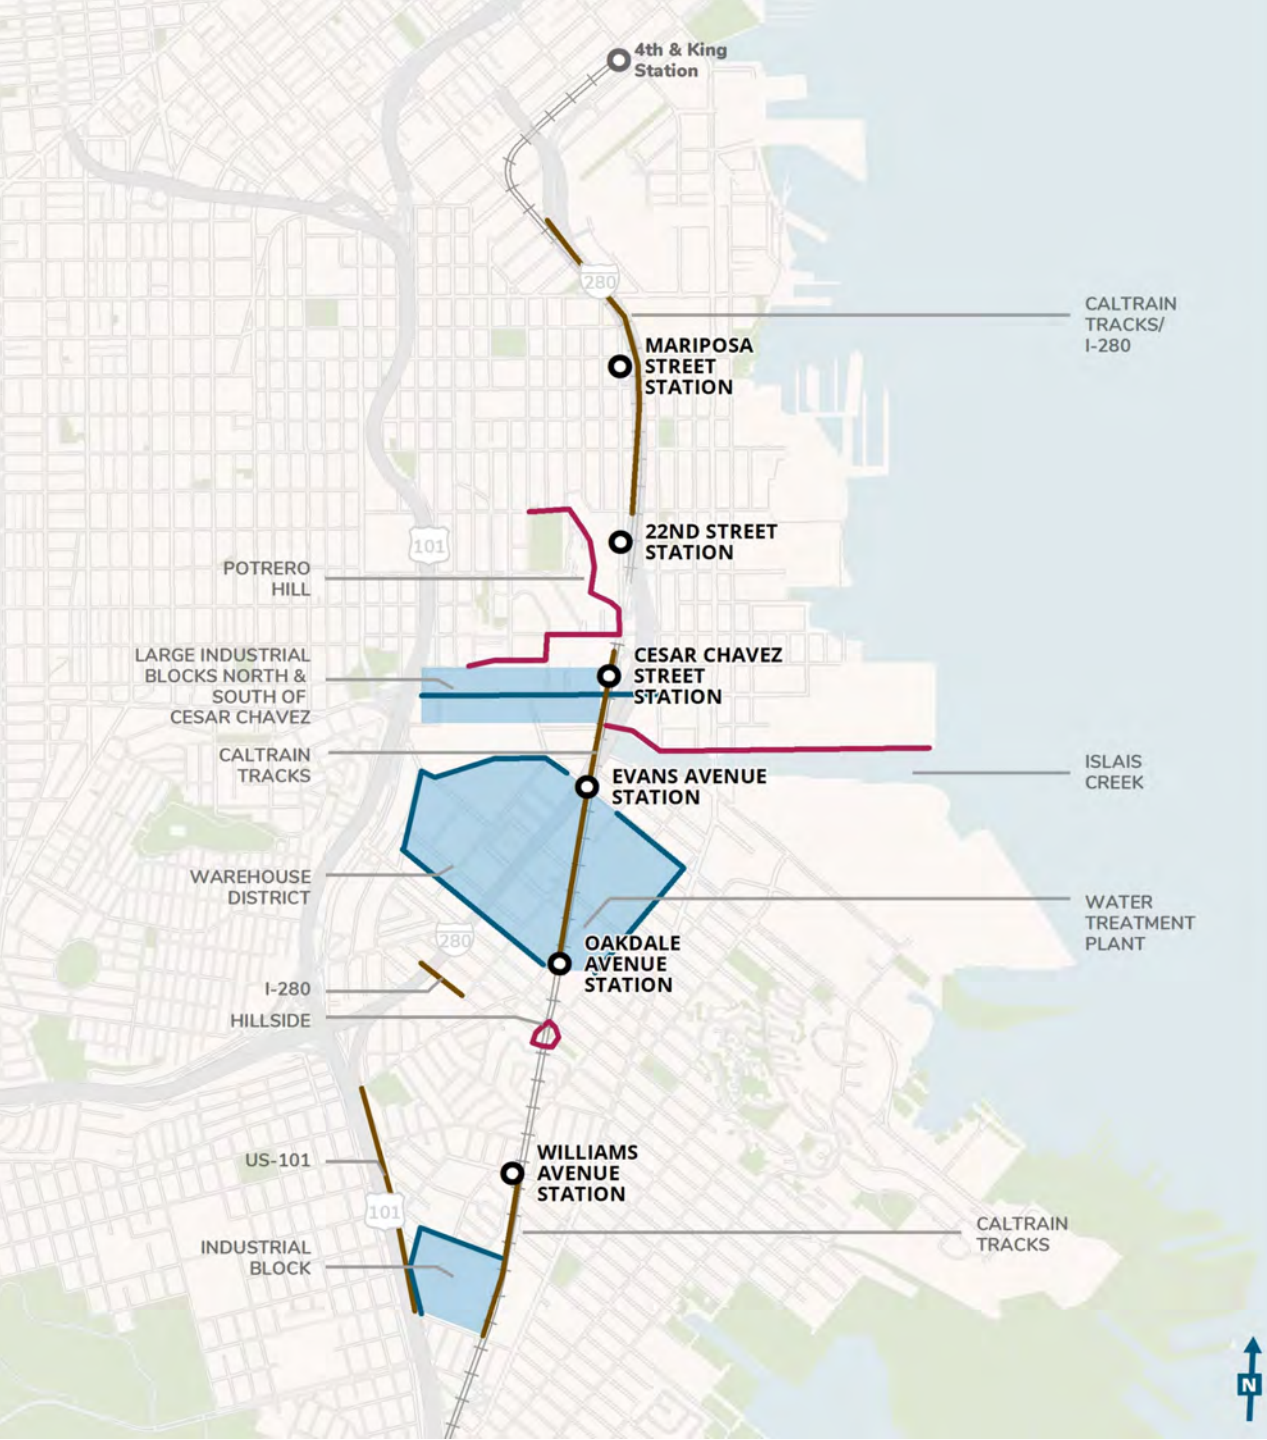 4th & King
Station
280
CALTRAIN
TRACKS/
I-280
MARIPOSA
STREET
STATION
22ND STREET
STATION
101
POTRERO
HILL
LARGE INDUSTRIAL
BLOCKS NORTH &
SOUTH OF
CESAR CHAVEZ
CESAR CHAVEZ
STREET
STATION
CALTRAIN
TRACKS
ISLAIS
CREEK
EVANS AVENUE
STATION
WAREHOUSE
DISTRICT
WATER
TREATMENT
PLANT
280
OAKDALE
AVENUE
STATION
I-280
HILLSIDE
US-101
WILLIAMS
AVENUE
STATION
101
CALTRAIN
TRACKS
INDUSTRIAL
BLOCK
N